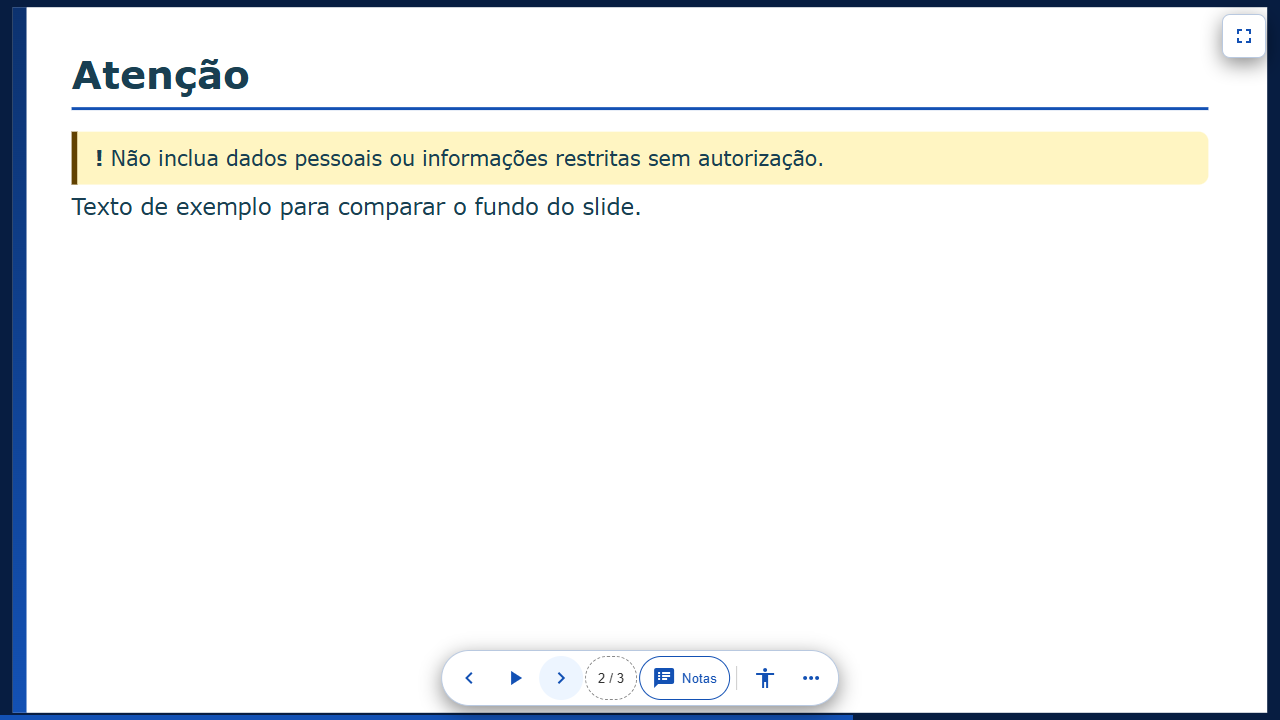 Atenção
! Não inclua dados pessoais ou informações restritas sem autorização.
Texto de exemplo para comparar o fundo do slide.
2 / 3
Notas